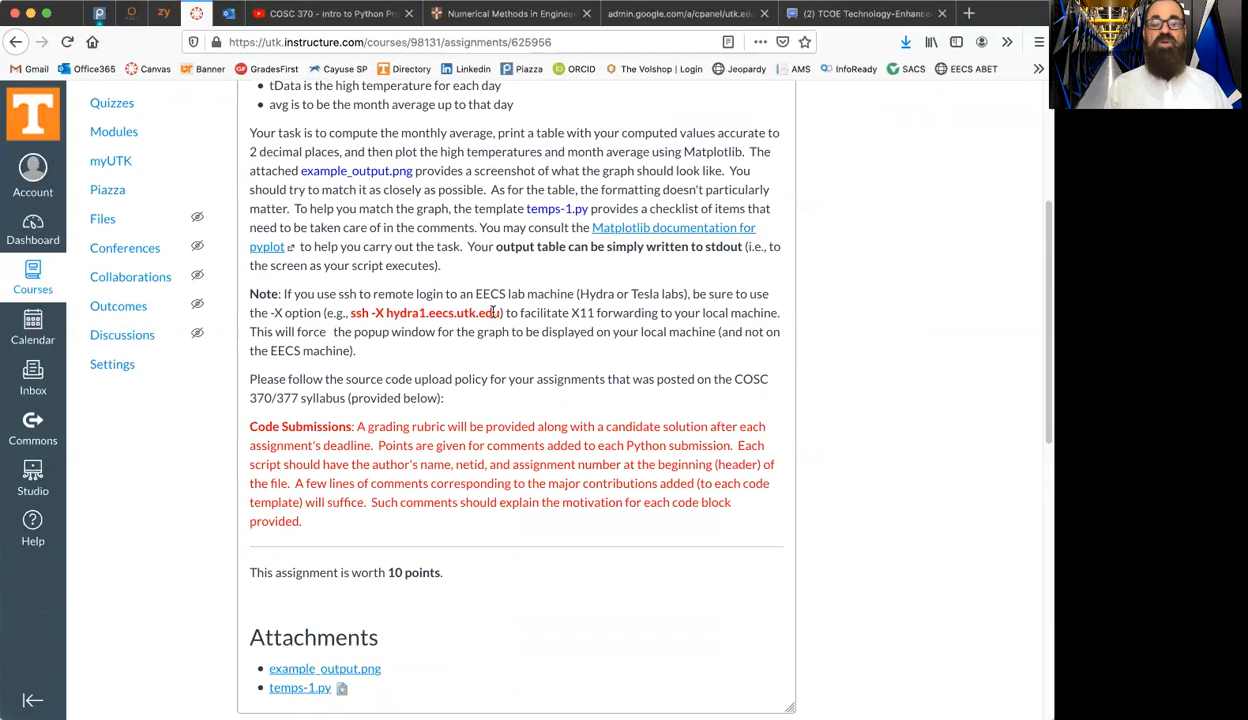 COSC 370 - Intro to Python Pr
Numerical Methods in Enginee
admin.google.com/a/cpanel/utk.ed
(2) TCOE Technology-Enhance
https://utk.instructure.com/courses/98131/assignments/625956
Gmail
Office365
Canvas
Banner
GradesFirst
Cayuse SP
Directory
LinkedIn
Piazza
ORCID
The Volshop | Login
Jeopardy
AMS
InfoReady
SACS
EECS ABET
Account
Dashboard
Courses
Calendar
Inbox
Commons
Studio
Help
Quizzes
Modules
myUTK
Piazza
Files
Conferences
Collaborations
Outcomes
Discussions
Settings
• tData is the high temperature for each day
• avg is to be the month average up to that day
Your task is to compute the monthly average, print a table with your computed values accurate to
2 decimal places, and then plot the high temperatures and month average using Matplotlib. The
attached example_output.png provides a screenshot of what the graph should look like. You
should try to match it as closely as possible. As for the table, the formatting doesn't particularly
matter. To help you match the graph, the template temps-1.py provides a checklist of items that
need to be taken care of in the comments. You may consult the Matplotlib documentation for
pyplot to help you carry out the task. Your output table can be simply written to stdout (i.e., to
the screen as your script executes).
Note: If you use ssh to remote login to an EECS lab machine (Hydra or Tesla labs), be sure to use
the -X option (e.g., ssh -X hydra1.eecs.utk.edu) to facilitate X11 forwarding to your local machine.
This will force the popup window for the graph to be displayed on your local machine (and not on
the EECS machine).
Please follow the source code upload policy for your assignments that was posted on the COSC
370/377 syllabus (provided below):
Code Submissions: A grading rubric will be provided along with a candidate solution after each
assignment's deadline. Points are given for comments added to each Python submission. Each
script should have the author's name, netid, and assignment number at the beginning (header) of
the file. A few lines of comments corresponding to the major contributions added (to each code
template) will suffice. Such comments should explain the motivation for each code block
provided.
This assignment is worth 10 points.
Attachments
• example_output.png
• temps-1.py